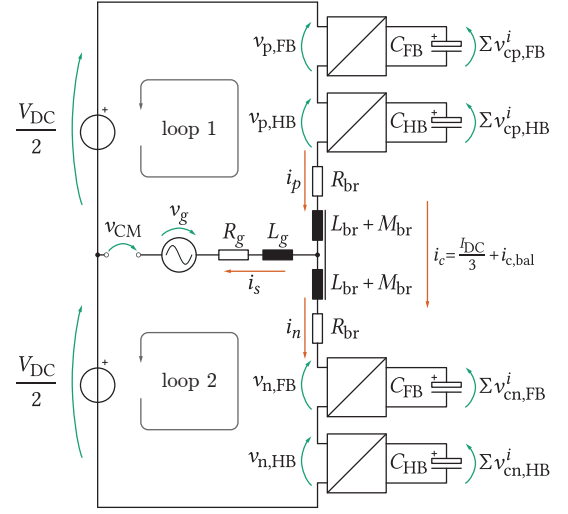 v_p,FB
C_FB
+
Σv^i_cp,FB
V_DC/2
+
loop 1
v_p,HB
C_HB
+
Σv^i_cp,HB
i_p
R_br
v_CM
v_g
R_g
L_g
L_br + M_br
i_c = I_DC/3 + i_c,bal
i_s
L_br + M_br
i_n
R_br
V_DC/2
+
loop 2
v_n,FB
C_FB
+
Σv^i_cn,FB
v_n,HB
C_HB
+
Σv^i_cn,HB